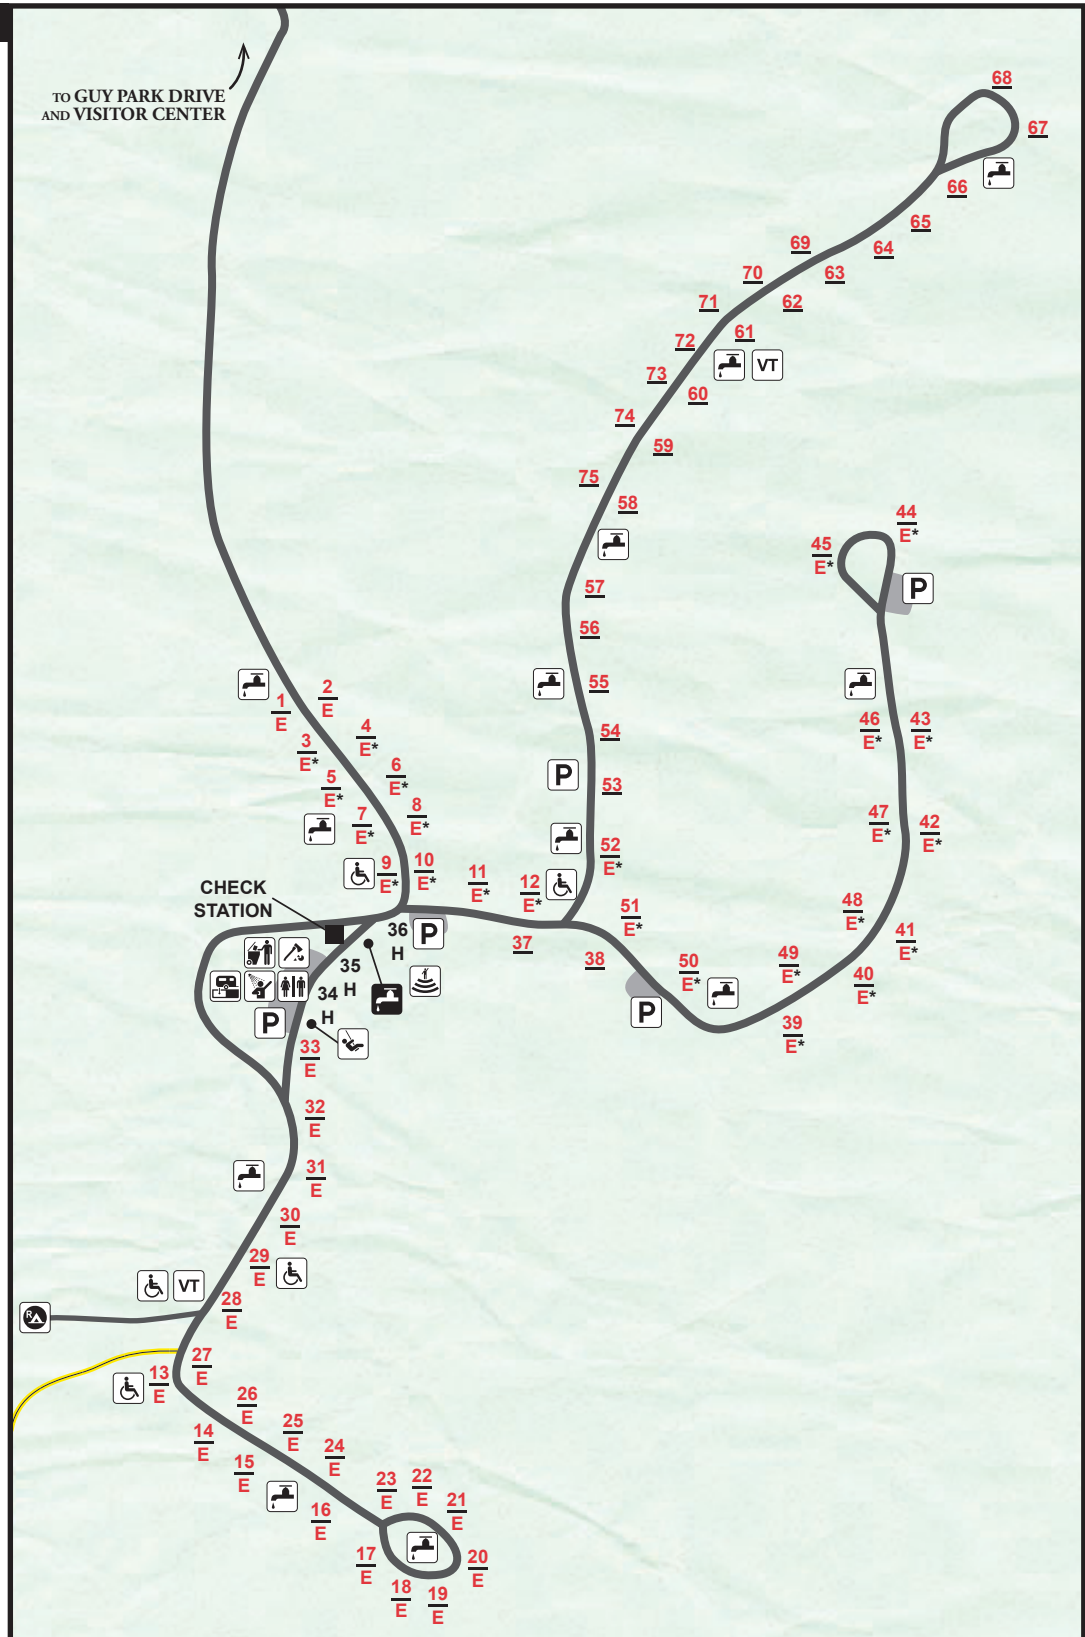 TO GUY PARK DRIVE
AND VISITOR CENTER
68
67
66
65
69
64
70
63
71
62
61
72
VT
73
60
74
59
75
58
44
E*
45
E*
P
57
56
55
2
E
1
E
54
46
E*
43
E*
4
E*
3
E*
6
E*
5
E*
P
53
8
E*
7
E*
47
E*
42
E*
52
E*
10
E*
9
E*
11
E*
12
E*
CHECK
STATION
51
E*
48
E*
41
E*
36
H
P
37
38
35
H
50
E*
49
E*
40
E*
34
H
P
P
39
E*
33
E
32
E
31
E
30
E
29
E
VT
28
E
R
27
E
13
E
26
E
14
E
25
E
24
E
15
E
23
E
22
E
21
E
16
E
17
E
20
E
18
E
19
E